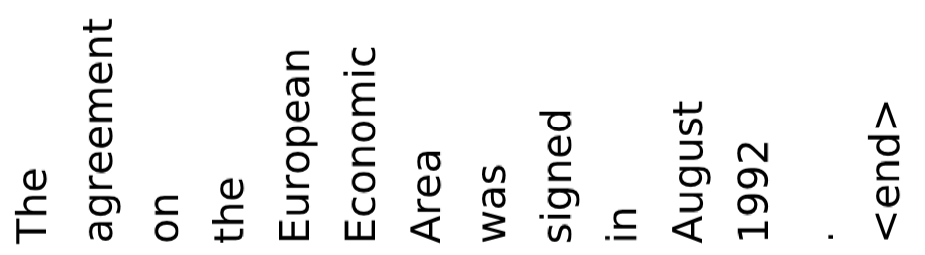 The
agreement
on
the
European
Economic
Area
was
signed
in
August
1992
.
<end>